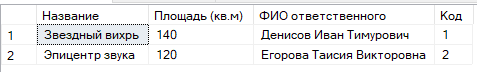 Название Площадь (кв.м) ФИО ответственного Код
1 Звездный вихрь 140 Денисов Иван Тимурович 1
2 Эпицентр звука 120 Егорова Таисия Викторовна 2